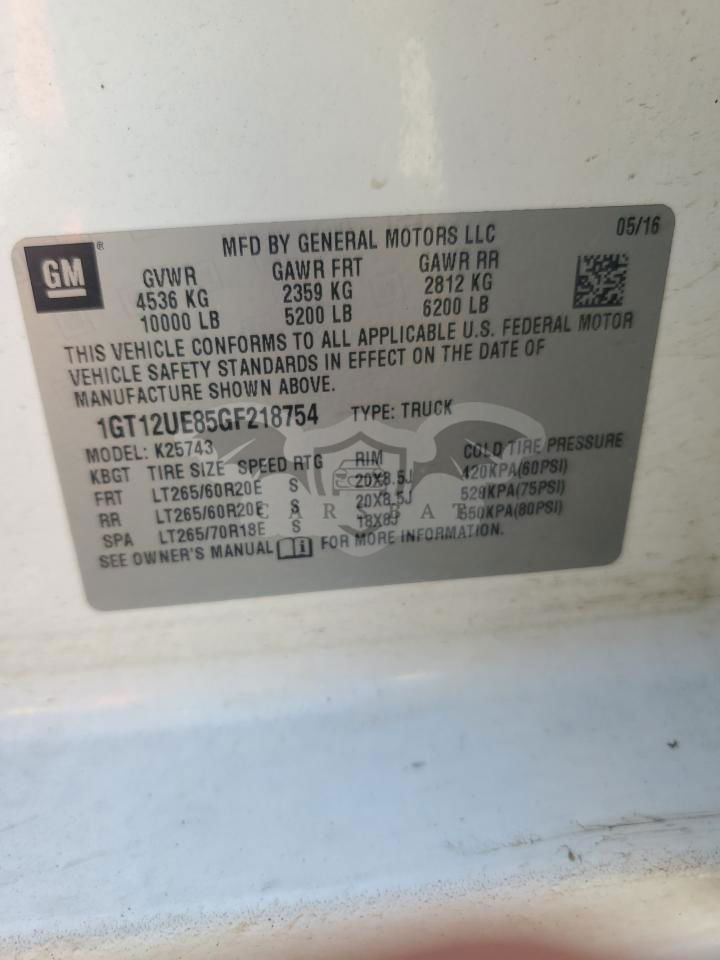 05/16
MFD BY GENERAL MOTORS LLC
GM ®
GVWR GAWR FRT GAWR RR
4536 KG 2359 KG 2812 KG
10000 LB 5200 LB 6200 LB
THIS VEHICLE CONFORMS TO ALL APPLICABLE U.S. FEDERAL MOTOR
VEHICLE SAFETY STANDARDS IN EFFECT ON THE DATE OF
MANUFACTURE SHOWN ABOVE.
1GT12UE85GF218754 TYPE: TRUCK
MODEL: K25743
KBGT TIRE SIZE SPEED RTG RIM COLD TIRE PRESSURE
FRT LT265/60R20E S 20X8.5J 420KPA(60PSI)
RR LT265/60R20E S 20X8.5J 520KPA(75PSI)
SPA LT265/70R18E S 18X8J 550KPA(80PSI)
SEE OWNER'S MANUAL i FOR MORE INFORMATION.
CARSBAT